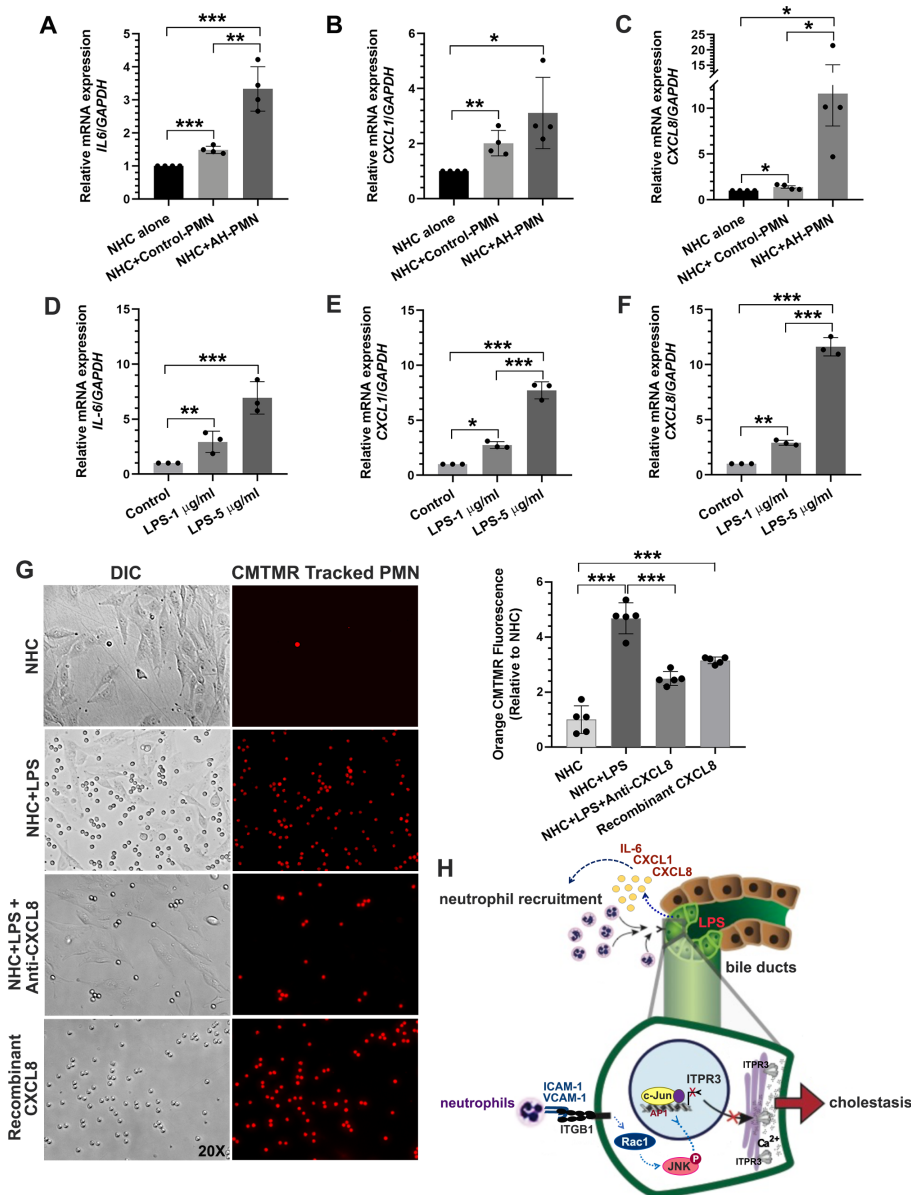 A
Relative mRNA expression
IL6/GAPDH
5
4
3
2
1
0
***
**
***
NHC alone
NHC+Control-PMN
NHC+AH-PMN
B
Relative mRNA expression
CXCL1/GAPDH
6
4
2
0
*
**
NHC alone
NHC+Control-PMN
NHC+AH-PMN
C
Relative mRNA expression
CXCL8/GAPDH
25
20
15
10
5
0
*
*
*
NHC alone
NHC+ Control-PMN
NHC+AH-PMN
D
Relative mRNA expression
IL-6/GAPDH
15
10
5
0
***
**
Control
LPS-1 µg/ml
LPS-5 µg/ml
E
Relative mRNA expression
CXCL1/GAPDH
15
10
5
0
***
***
*
Control
LPS-1 µg/ml
LPS-5 µg/ml
F
Relative mRNA expression
CXCL8/GAPDH
15
10
5
0
***
***
**
Control
LPS-1 µg/ml
LPS-5 µg/ml
G
DIC
CMTMR Tracked PMN
NHC
NHC+LPS
NHC+LPS +
Anti-CXCL8
Recombinant
CXCL8
20X
Orange CMTMR Fluorescence
(Relative to NHC)
6
4
2
0
***
***
***
NHC
NHC+LPS
NHC+LPS+Anti-CXCL8
Recombinant CXCL8
H
IL-6
CXCL1
CXCL8
neutrophil recruitment
LPS
bile ducts
neutrophils
ICAM-1
VCAM-1
ITGB1
Rac1
JNK
P
c-Jun
AP1
ITPR3
ITPR3
Ca2+
ITPR3
cholestasis